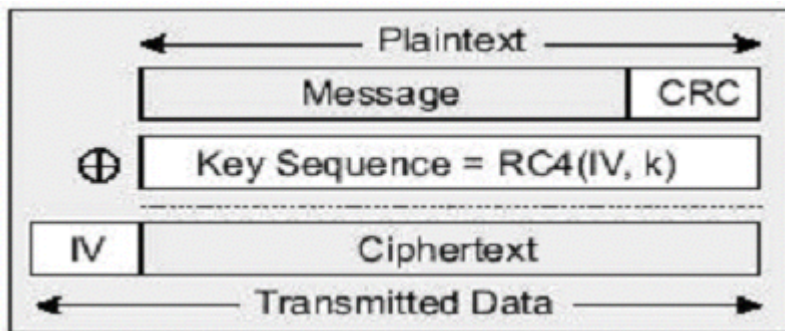 Plaintext
Message CRC
⊕ Key Sequence = RC4(IV, k)
IV Ciphertext
Transmitted Data